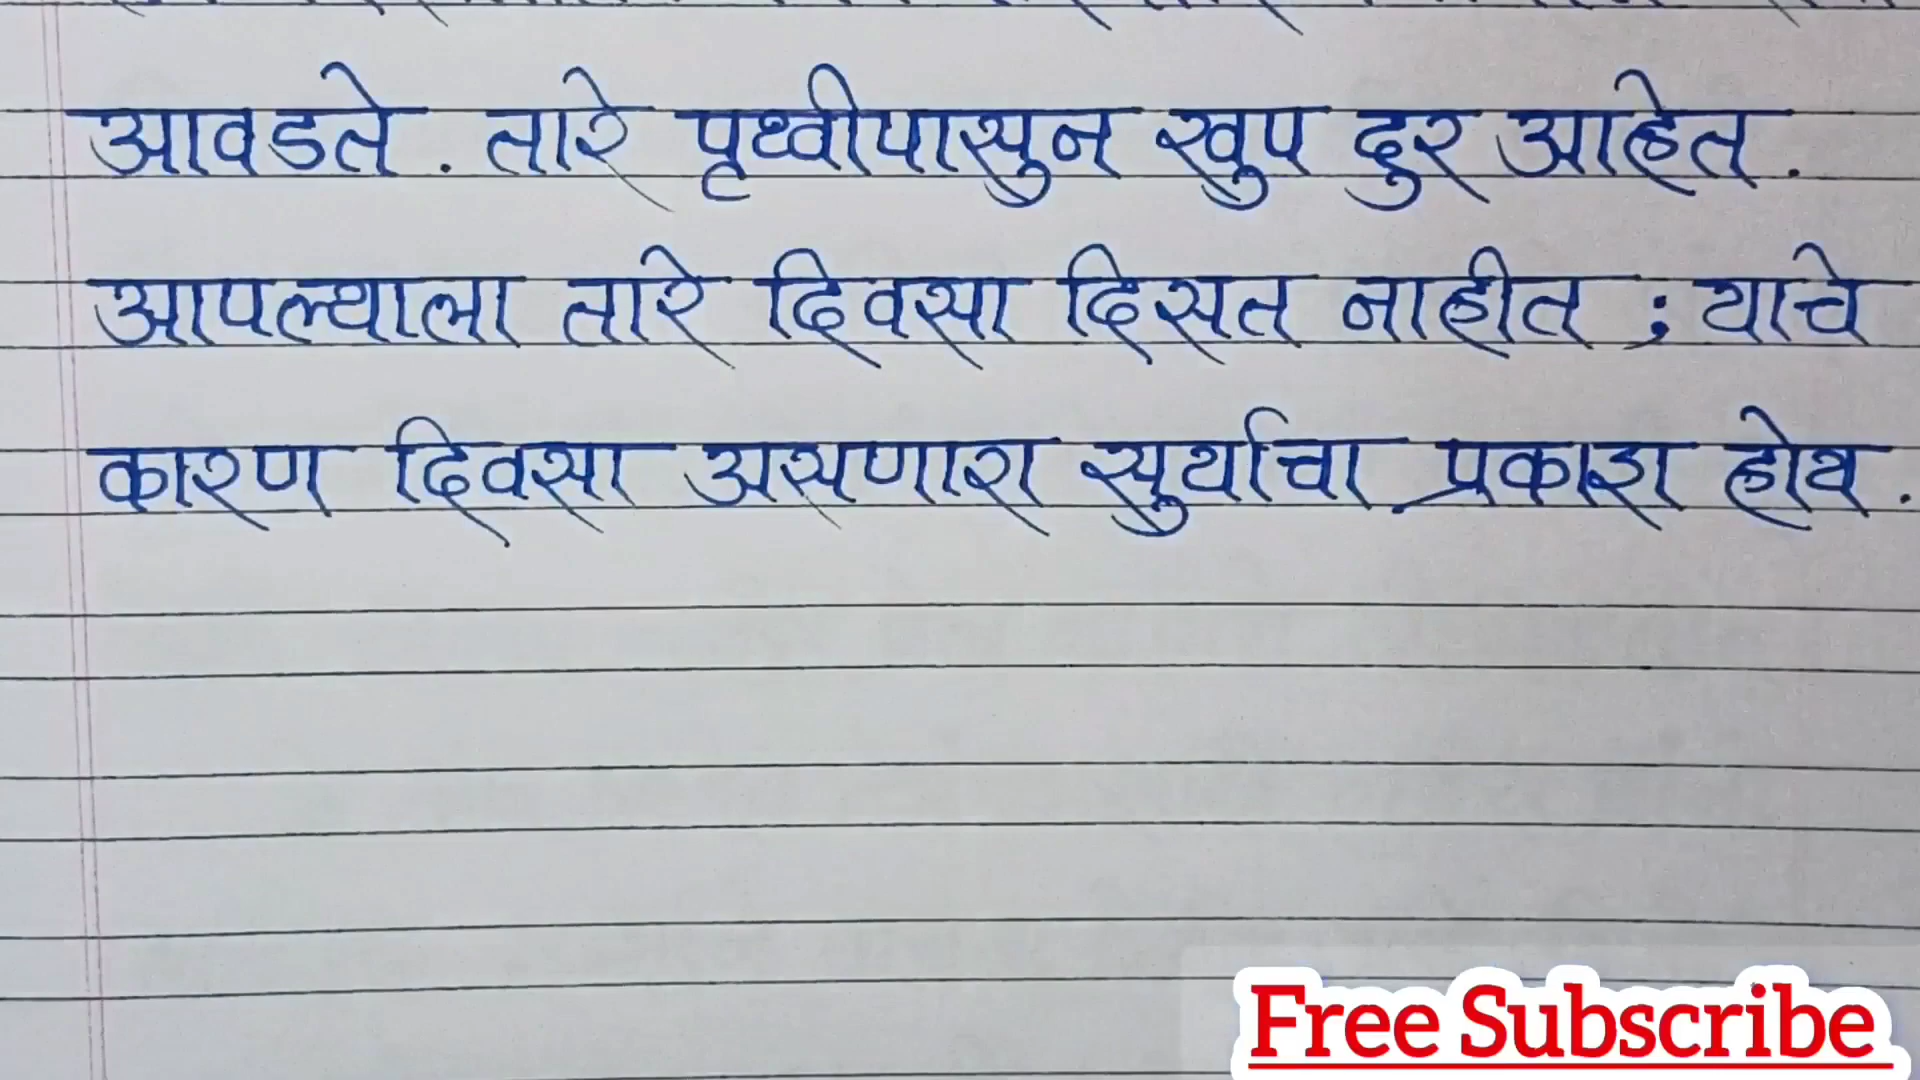 आवडते. तारे पृथ्वीपासुन खुप दुर आहेत.
आपल्याला तारे दिवसा दिसत नाहीत ; याचे
कारण दिवसा असणारा सुर्याचा प्रकाश होय.
Free Subscribe